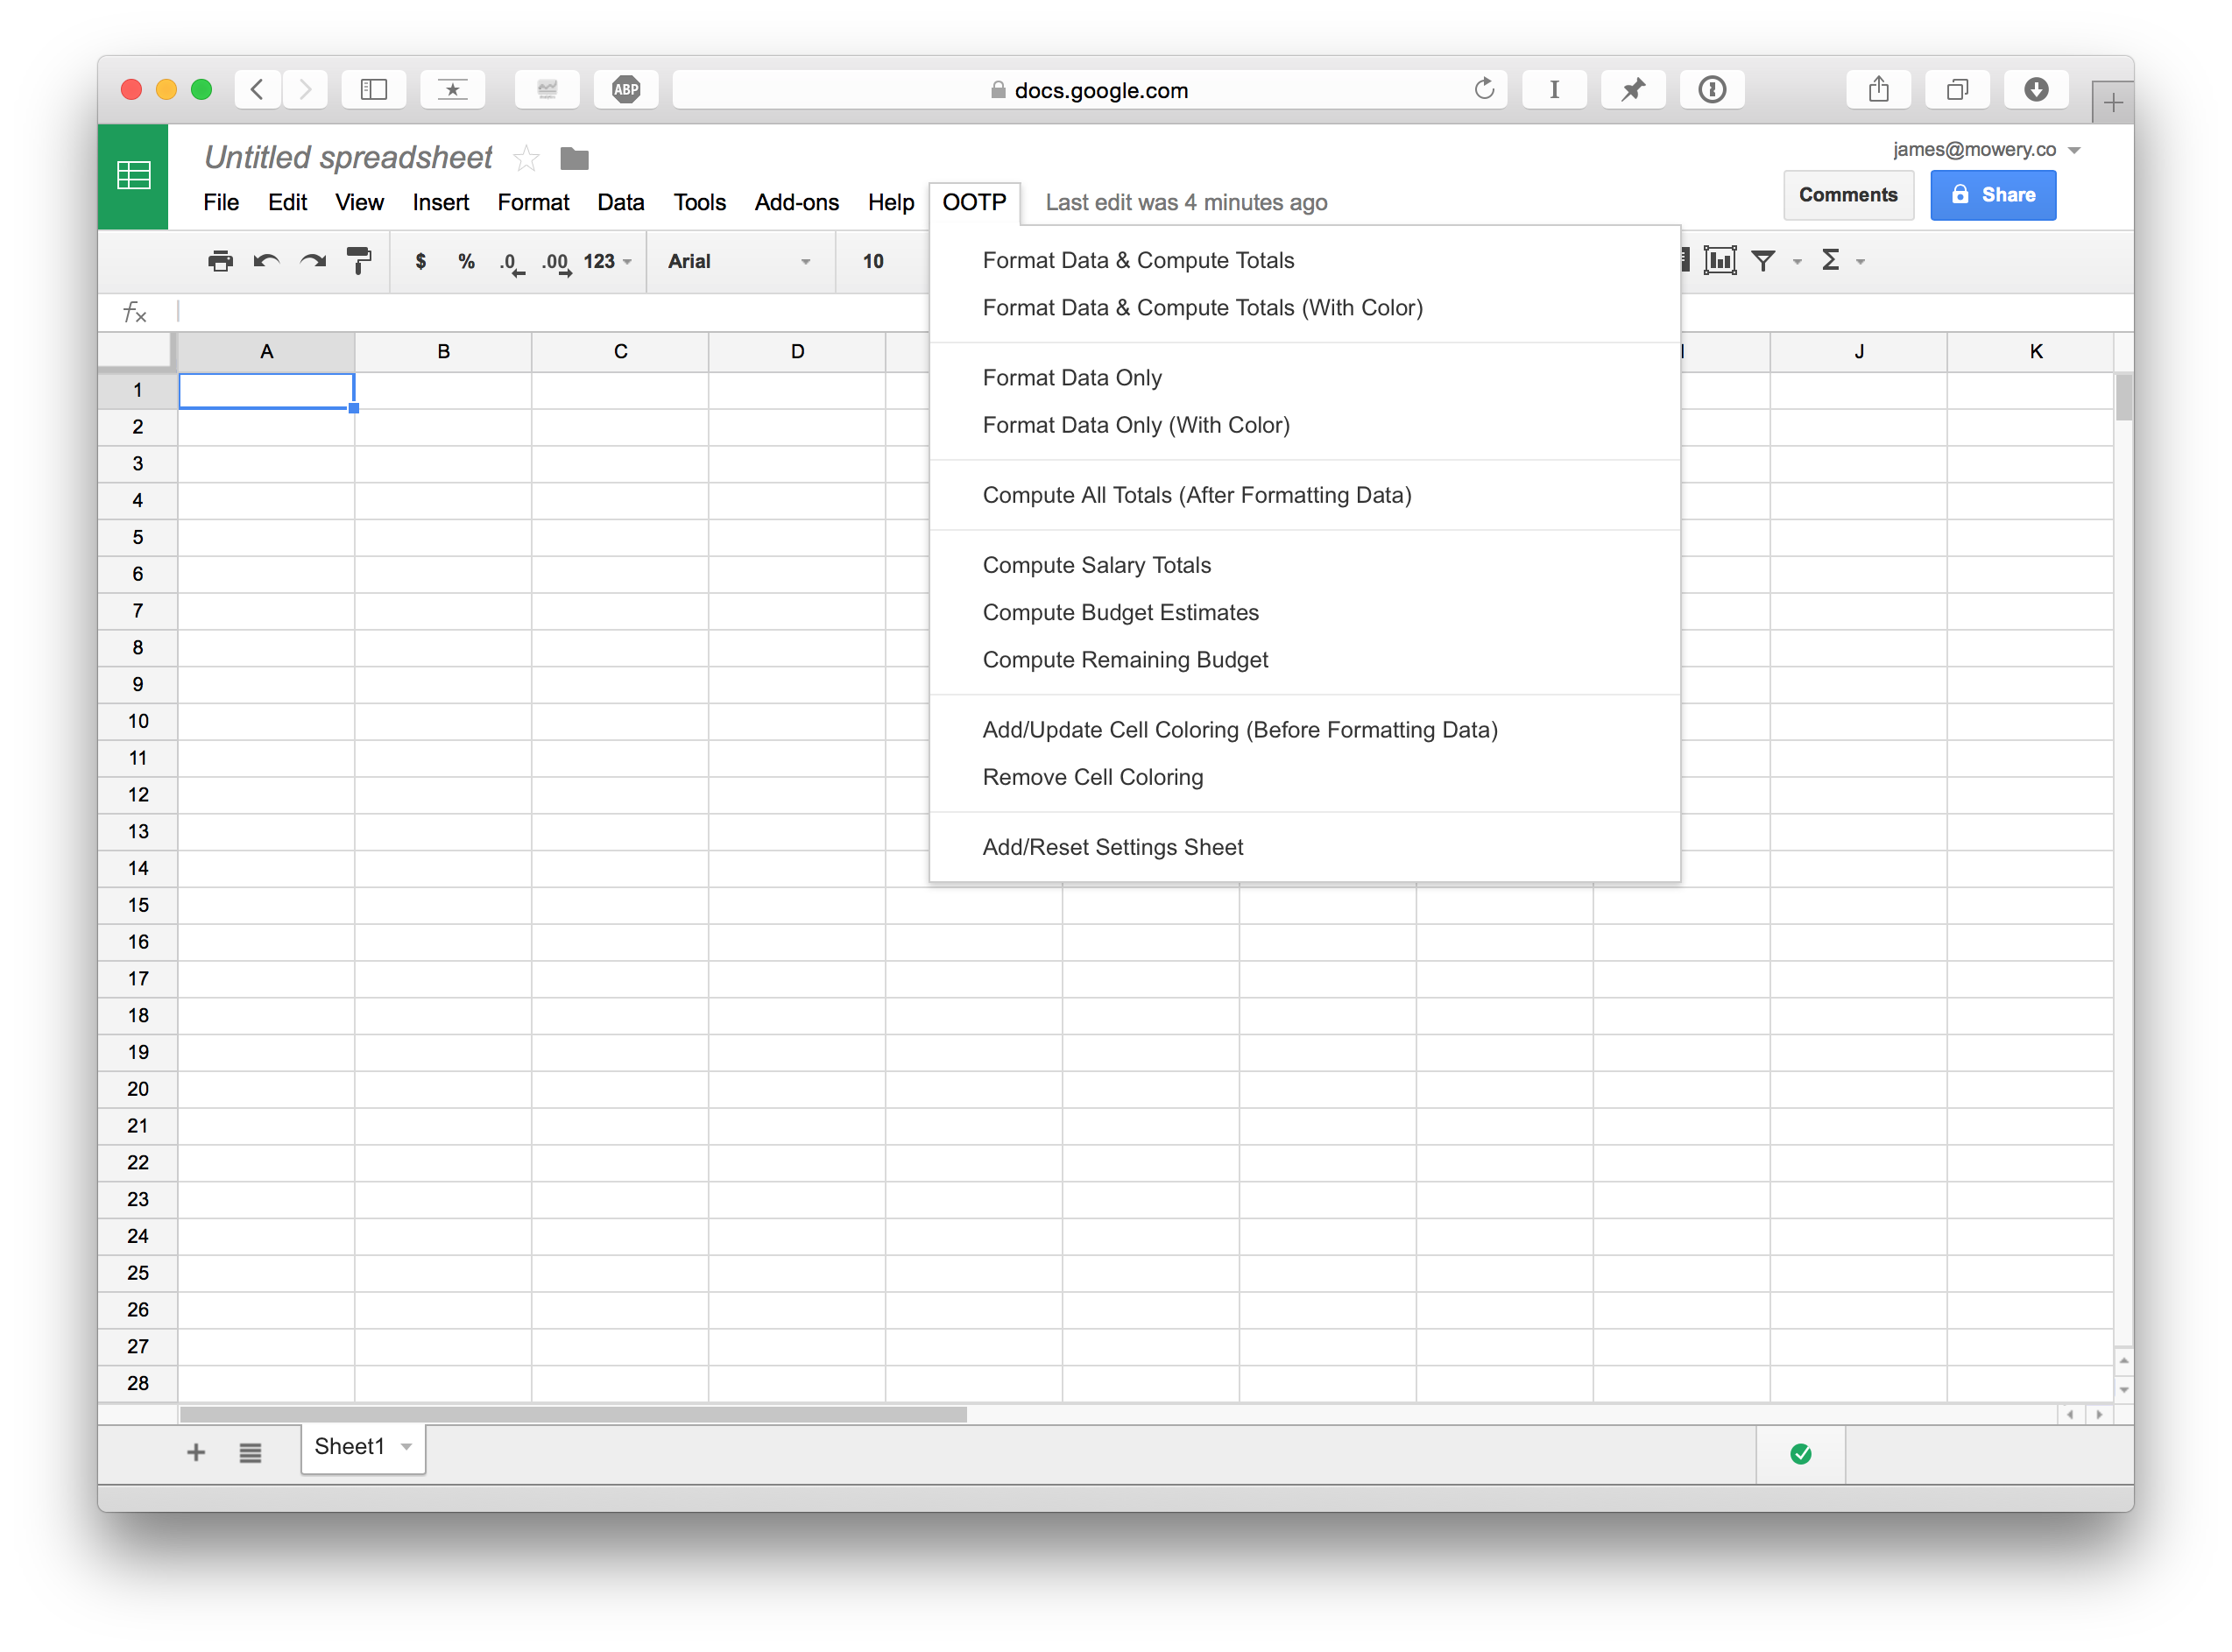 ABP
docs.google.com
Untitled spreadsheet
james@mowery.co
File Edit View Insert Format Data Tools Add-ons Help OOTP Last edit was 4 minutes ago
Comments
Share
$ % .0 .00 123 Arial 10
Format Data & Compute Totals
Format Data & Compute Totals (With Color)
Format Data Only
Format Data Only (With Color)
Compute All Totals (After Formatting Data)
Compute Salary Totals
Compute Budget Estimates
Compute Remaining Budget
Add/Update Cell Coloring (Before Formatting Data)
Remove Cell Coloring
Add/Reset Settings Sheet
fx
A B C D I J K
1
2
3
4
5
6
7
8
9
10
11
12
13
14
15
16
17
18
19
20
21
22
23
24
25
26
27
28
Sheet1